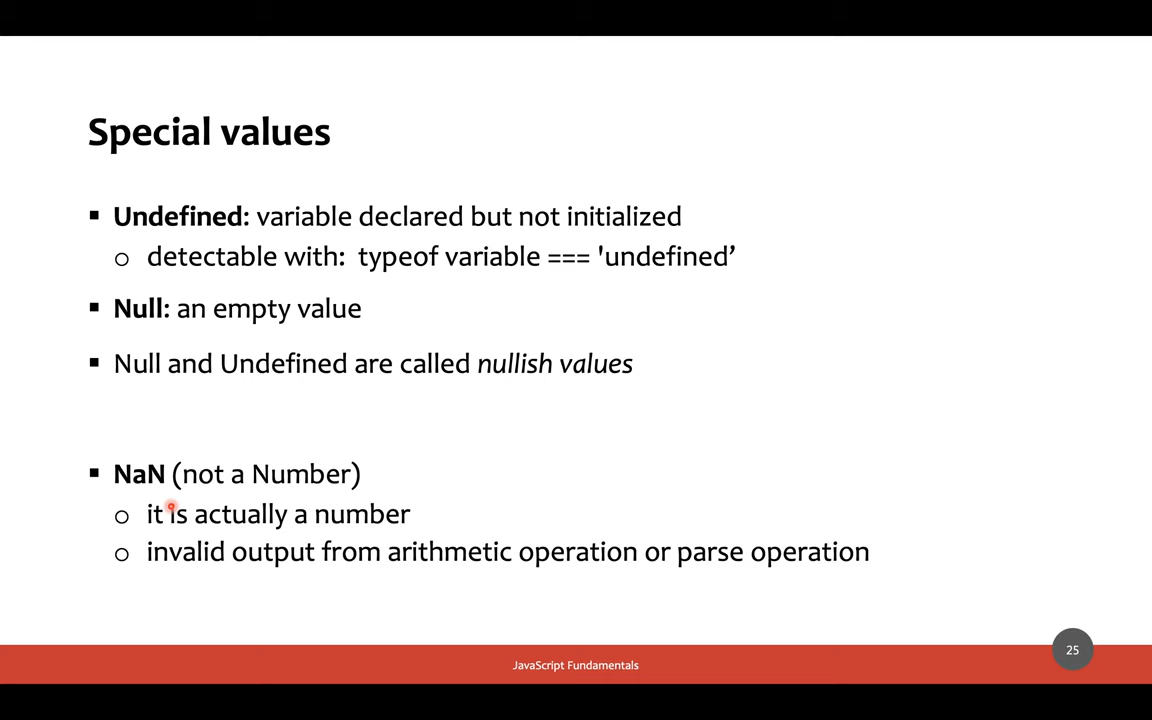 Special values
▪ Undefined: variable declared but not initialized
o detectable with: typeof variable === 'undefined’
▪ Null: an empty value
▪ Null and Undefined are called nullish values
▪ NaN (not a Number)
o it is actually a number
o invalid output from arithmetic operation or parse operation
25
JavaScript Fundamentals